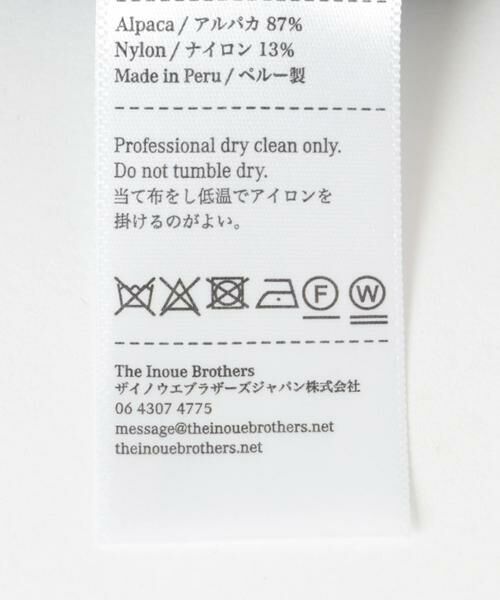 Alpaca / アルパカ 87%
Nylon / ナイロン 13%
Made in Peru / ペルー製
Professional dry clean only.
Do not tumble dry.
当て布をし低温でアイロンを
掛けるのがよい。
F W
The Inoue Brothers
ザイノウエブラザーズジャパン株式会社
06 4307 4775
message@theinouebrothers.net
theinouebrothers.net